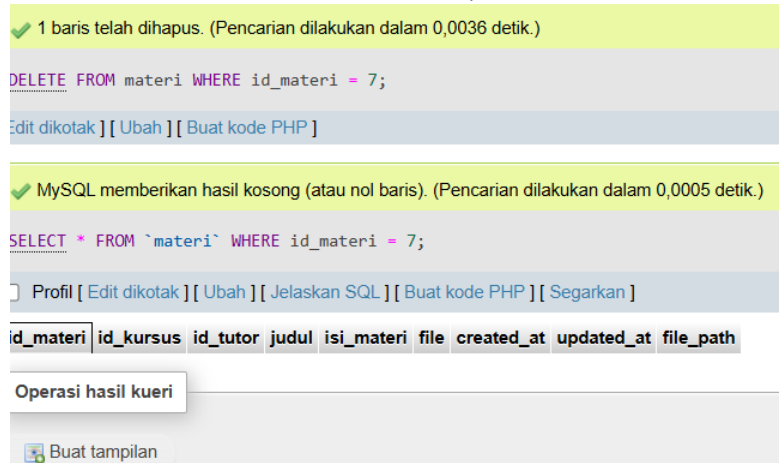 1 baris telah dihapus. (Pencarian dilakukan dalam 0,0036 detik.)
DELETE FROM materi WHERE id_materi = 7;
Edit dikotak ] [ Ubah ] [ Buat kode PHP ]
MySQL memberikan hasil kosong (atau nol baris). (Pencarian dilakukan dalam 0,0005 detik.)
SELECT * FROM `materi` WHERE id_materi = 7;
Profil [ Edit dikotak ] [ Ubah ] [ Jelaskan SQL ] [ Buat kode PHP ] [ Segarkan ]
id_materi id_kursus id_tutor judul isi_materi file created_at updated_at file_path
Operasi hasil kueri
Buat tampilan